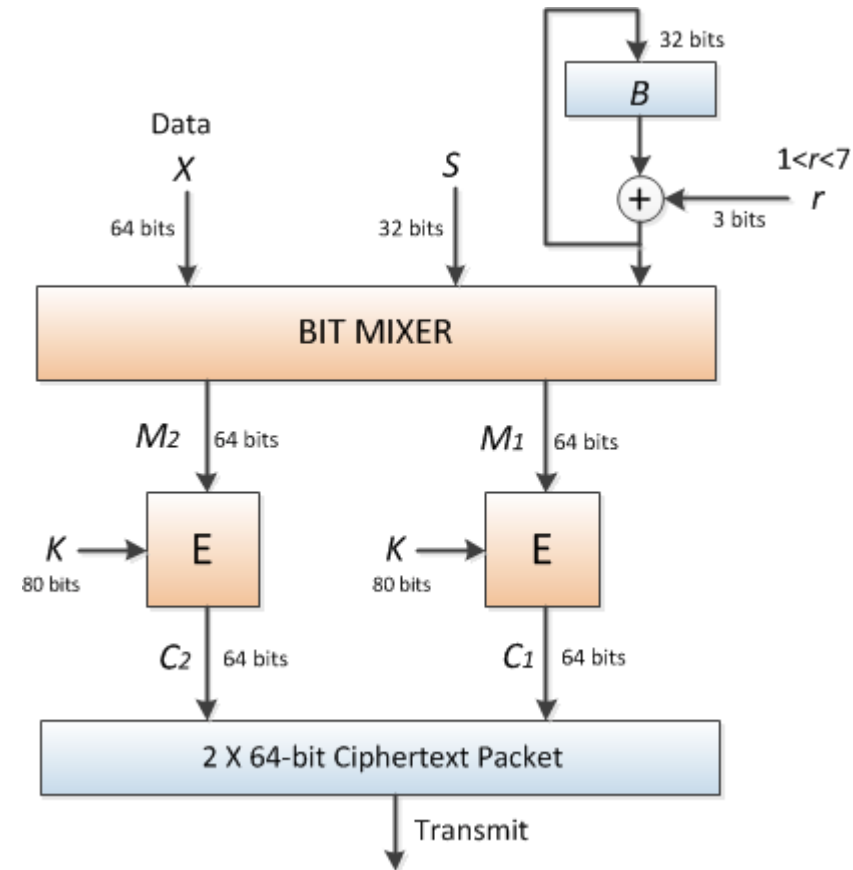 32 bits
B
Data
X
S
1<r<7
+
r
64 bits
32 bits
3 bits
BIT MIXER
M2
64 bits
M1
64 bits
K
E
K
E
80 bits
80 bits
C2
64 bits
C1
64 bits
2 X 64-bit Ciphertext Packet
Transmit